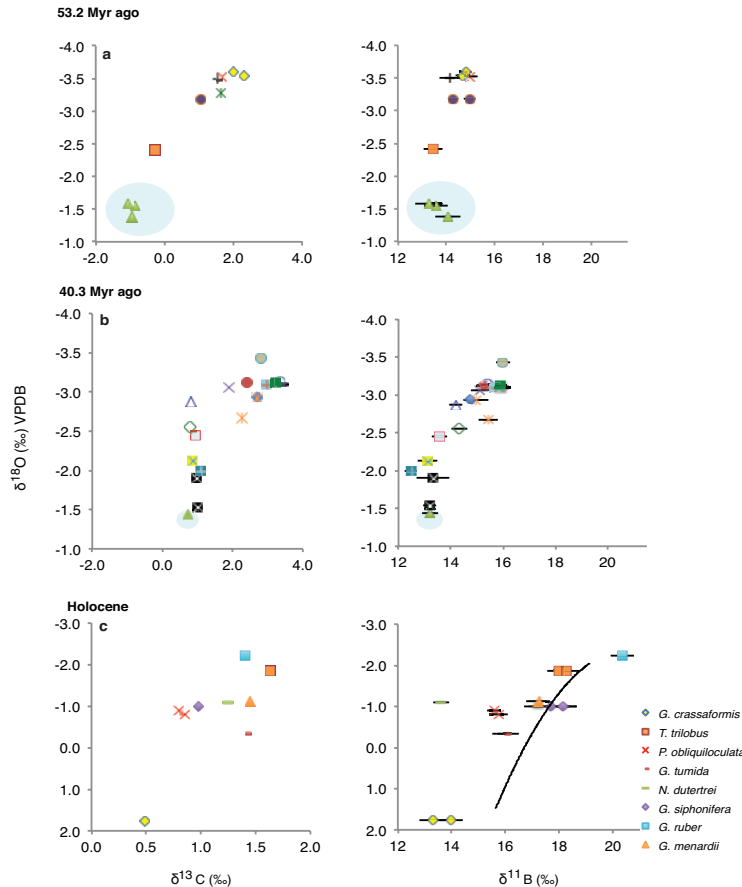 53.2 Myr ago
a
-4.0
-3.5
-3.0
-2.5
-2.0
-1.5
-1.0
-2.0 0.0 2.0 4.0
-4.0
-3.5
-3.0
-2.5
-2.0
-1.5
-1.0
12 14 16 18 20
40.3 Myr ago
b
-4.0
-3.5
-3.0
-2.5
-2.0
-1.5
-1.0
-2.0 0.0 2.0 4.0
-4.0
-3.5
-3.0
-2.5
-2.0
-1.5
-1.0
12 14 16 18 20
δ18O (‰) VPDB
Holocene
c
-3.0
-2.0
-1.0
0.0
1.0
2.0
0.0 0.5 1.0 1.5 2.0
δ13 C (‰)
-3.0
-2.0
-1.0
0.0
1.0
2.0
12 14 16 18 20
δ11 B (‰)
G. crassaformis
T. trilobus
P. obliquiloculata
G. tumida
N. dutertrei
G. siphonifera
G. ruber
G. menardii